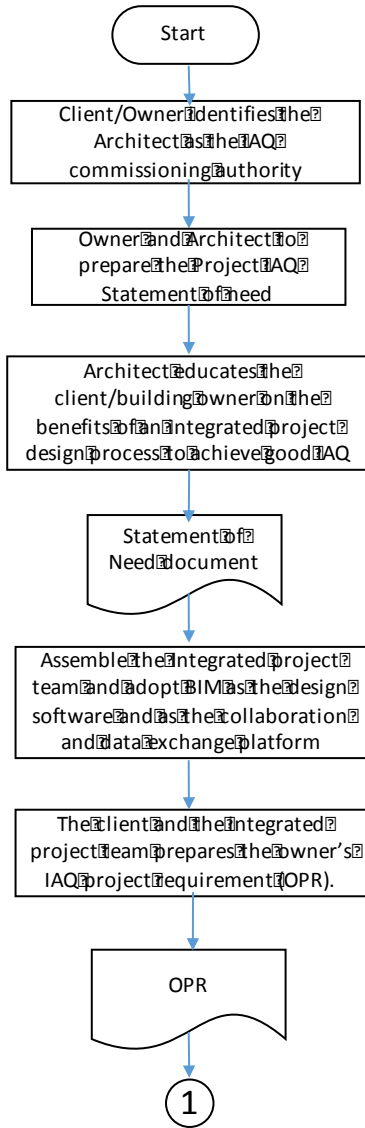 Start
Client/Owner identifies the
Architect as the IAQ
commissioning authority
Owner and Architect to
prepare the Project IAQ
Statement of need
Architect educates the
client/building owner on the
benefits of an integrated project
design process to achieve good IAQ
Statement of
Need document
Assemble the Integrated project
team and adopt BIM as the design
software and as the collaboration
and data exchange platform
The client and the integrated
project team prepares the owner's
IAQ project requirement (OPR).
OPR
1